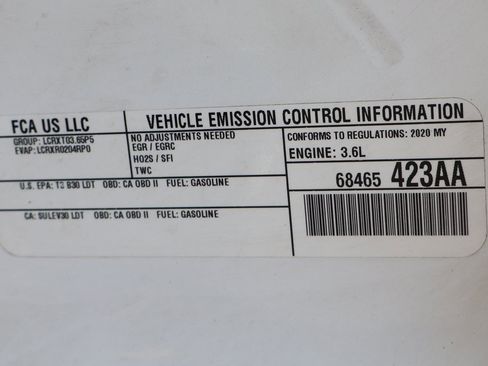 FCA US LLC
GROUP: LCRXT03.65P5
EVAP: LCRXR0204RP0
VEHICLE EMISSION CONTROL INFORMATION
NO ADJUSTMENTS NEEDED
EGR / EGRC
HO2S / SFI
TWC
CONFORMS TO REGULATIONS: 2020 MY
ENGINE: 3.6L
68465 423AA
U.S. EPA: T3 B30 LDT OBD: CA OBD II FUEL: GASOLINE
CA: SULEV30 LDT OBD: CA OBD II FUEL: GASOLINE